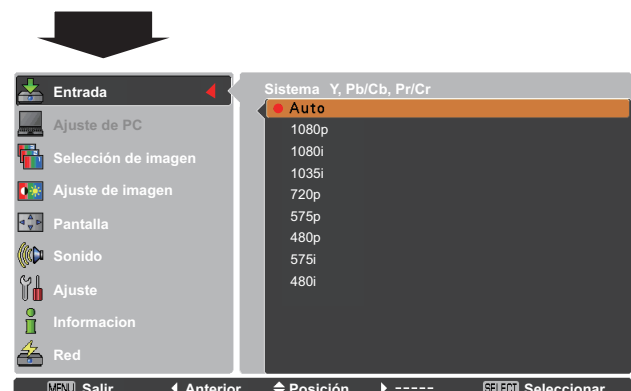 Entrada
Ajuste de PC
Selección de imagen
Ajuste de imagen
Pantalla
Sonido
Ajuste
Informacion
Red
Sistema Y, Pb/Cb, Pr/Cr
Auto
1080p
1080i
1035i
720p
575p
480p
575i
480i
MENU Salir Anterior Posición ----- SELECT Seleccionar